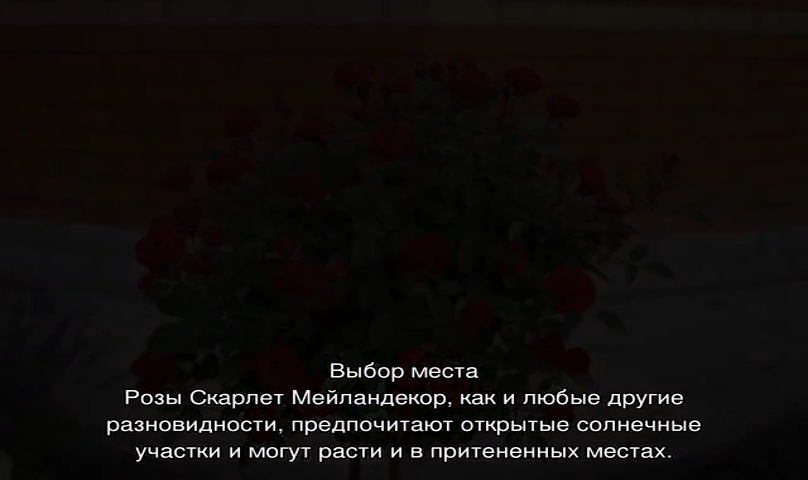 Выбор места
Розы Скарлет Мейландекор, как и любые другие
разновидности, предпочитают открытые солнечные
участки и могут расти и в притененных местах.